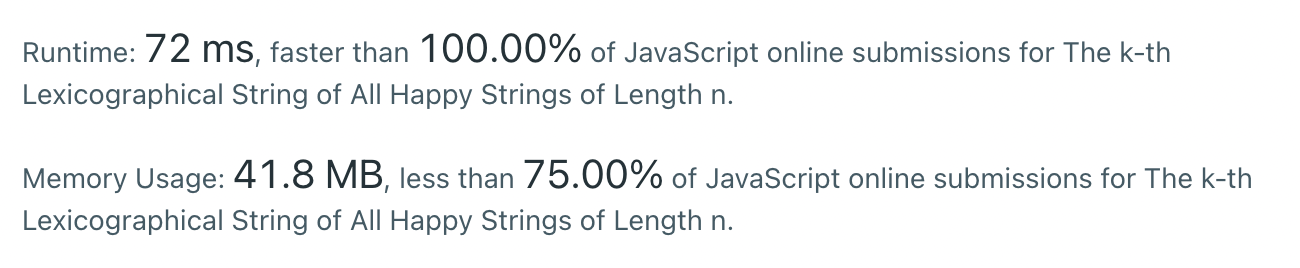 Runtime: 72 ms, faster than 100.00% of JavaScript online submissions for The k-th
Lexicographical String of All Happy Strings of Length n.
Memory Usage: 41.8 MB, less than 75.00% of JavaScript online submissions for The k-th
Lexicographical String of All Happy Strings of Length n.